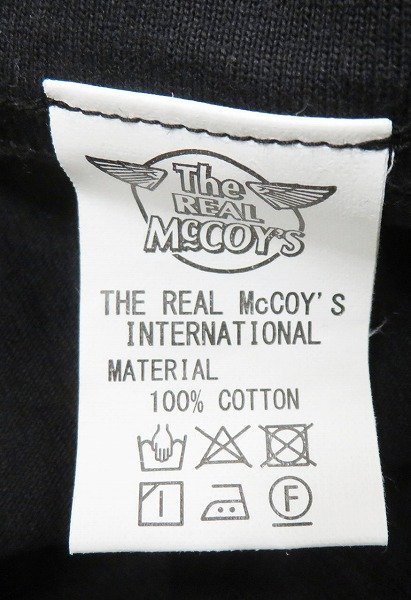 The
REAL
McCOY'S
THE REAL McCOY'S
INTERNATIONAL
MATERIAL
100% COTTON
F